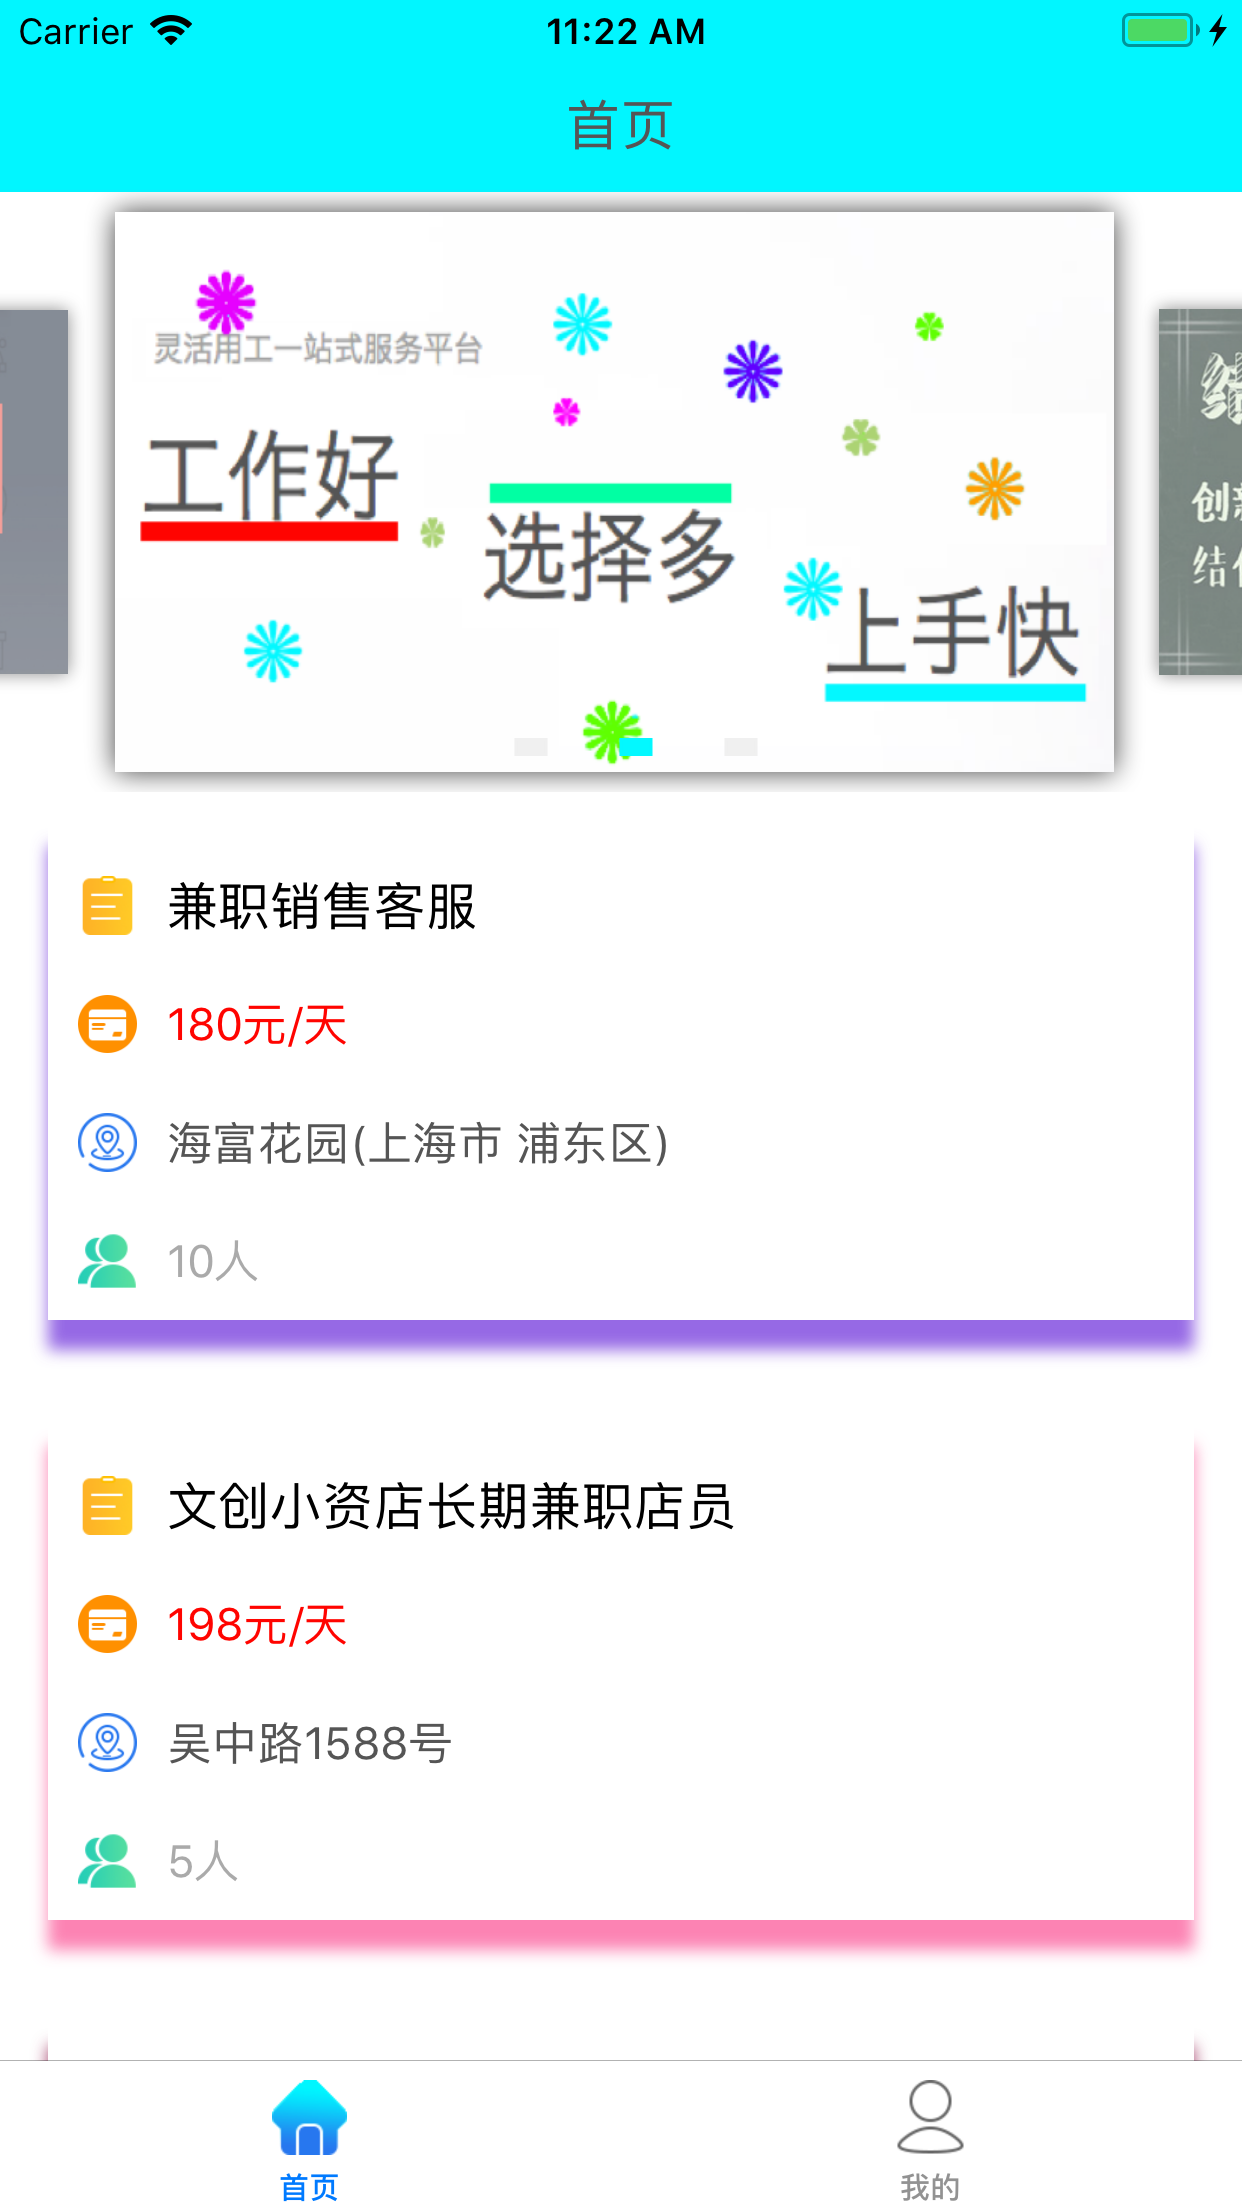 Carrier 11:22 AM
首页
灵活用工一站式服务平台
工作好
选择多
上手快
创
结
兼职销售客服
180元/天
海富花园(上海市 浦东区)
10人
文创小资店长期兼职店员
198元/天
吴中路1588号
5人
首页
我的